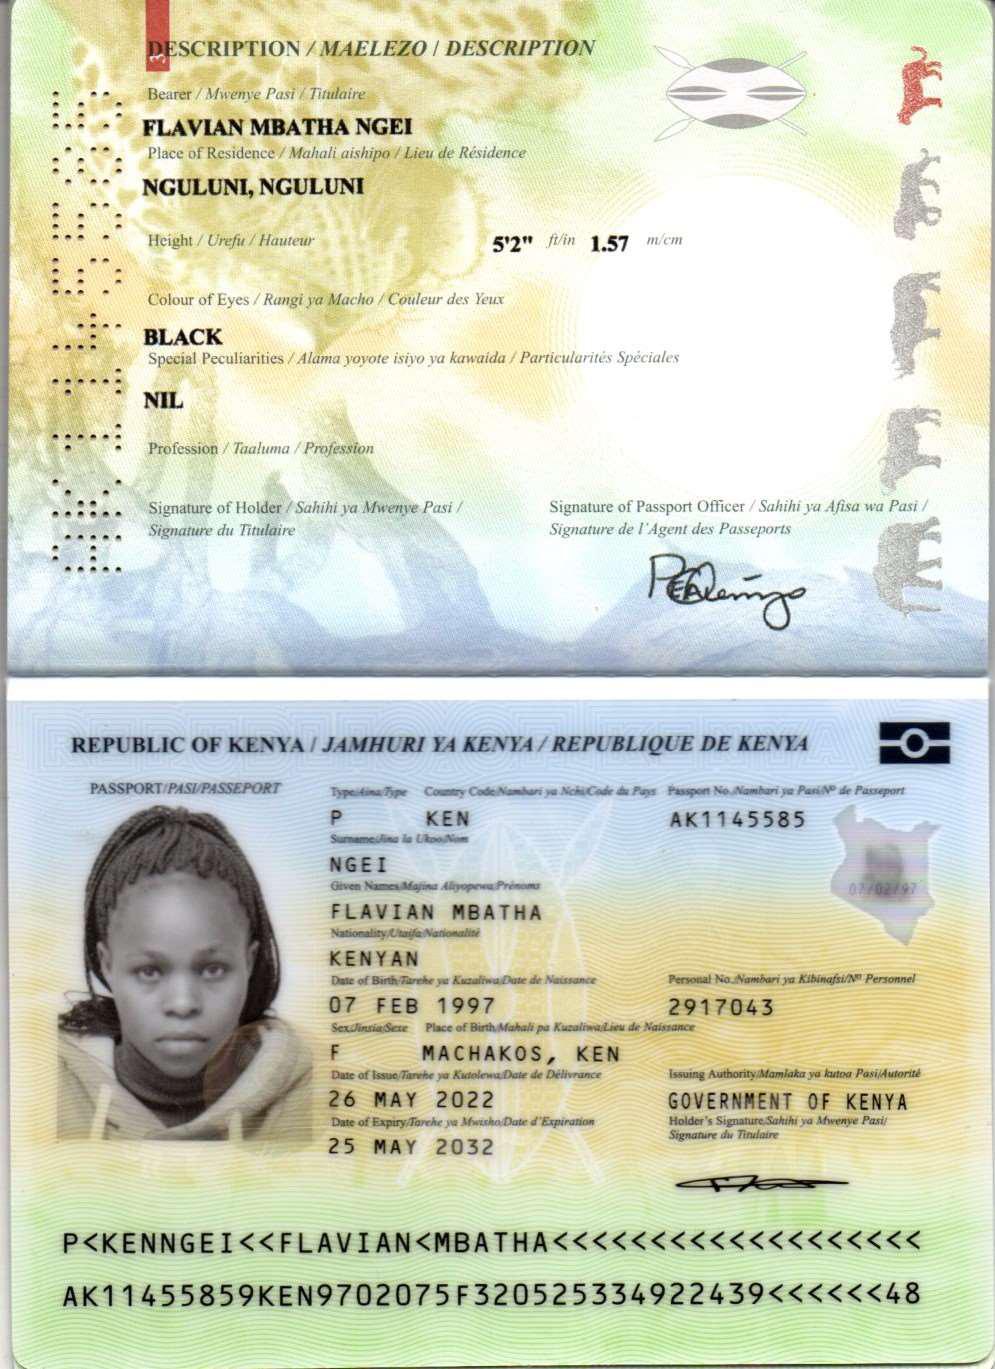 3
DESCRIPTION / MAELEZO / DESCRIPTION
Bearer / Mwenye Pasi / Titulaire
FLAVIAN MBATHA NGEI
Place of Residence / Mahali aishipo / Lieu de Résidence
NGULUNI, NGULUNI
Height / Urefu / Hauteur 5'2" ft/in 1.57 m/cm
Colour of Eyes / Rangi ya Macho / Couleur des Yeux
BLACK
Special Peculiarities / Alama yoyote isiyo ya kawaida / Particularités Spéciales
NIL
Profession / Taaluma / Profession
Signature of Holder / Sahihi ya Mwenye Pasi / Signature of Passport Officer / Sahihi ya Afisa wa Pasi /
Signature du Titulaire Signature de l'Agent des Passeports
AK1145585
REPUBLIC OF KENYA / JAMHURI YA KENYA / REPUBLIQUE DE KENYA
PASSPORT/PASI/PASSEPORT
Type/Aina/Type Country Code/Nambari ya Nchi/Code du Pays Passport No./Nambari ya Pasi/Nº de Passeport
P KEN AK1145585
Surname/Jina la Ukoo/Nom
NGEI
Given Names/Majina Aliyopewa/Prénoms
FLAVIAN MBATHA
Nationality/Utaifa/Nationalité
KENYAN
07/02/97
Date of Birth/Tarehe ya Kuzaliwa/Date de Naissance Personal No./Nambari ya Kibinafsi/Nº Personnel
07 FEB 1997 2917043
Sex/Jinsia/Sexe Place of Birth/Mahali pa Kuzaliwa/Lieu de Naissance
F MACHAKOS, KEN
Date of Issue/Tarehe ya Kutolewa/Date de Délivrance Issuing Authority/Mamlaka ya kutoa Pasi/Autorité
26 MAY 2022 GOVERNMENT OF KENYA
Date of Expiry/Tarehe ya Mwisho/Date d'Expiration Holder's Signature/Sahihi ya Mwenye Pasi/
Signature du Titulaire
25 MAY 2032
P<KENNGEI<<FLAVIAN<MBATHA<<<<<<<<<<<<<<<<<<<
AK11455859KEN9702075F320525334922439<<<<<<48